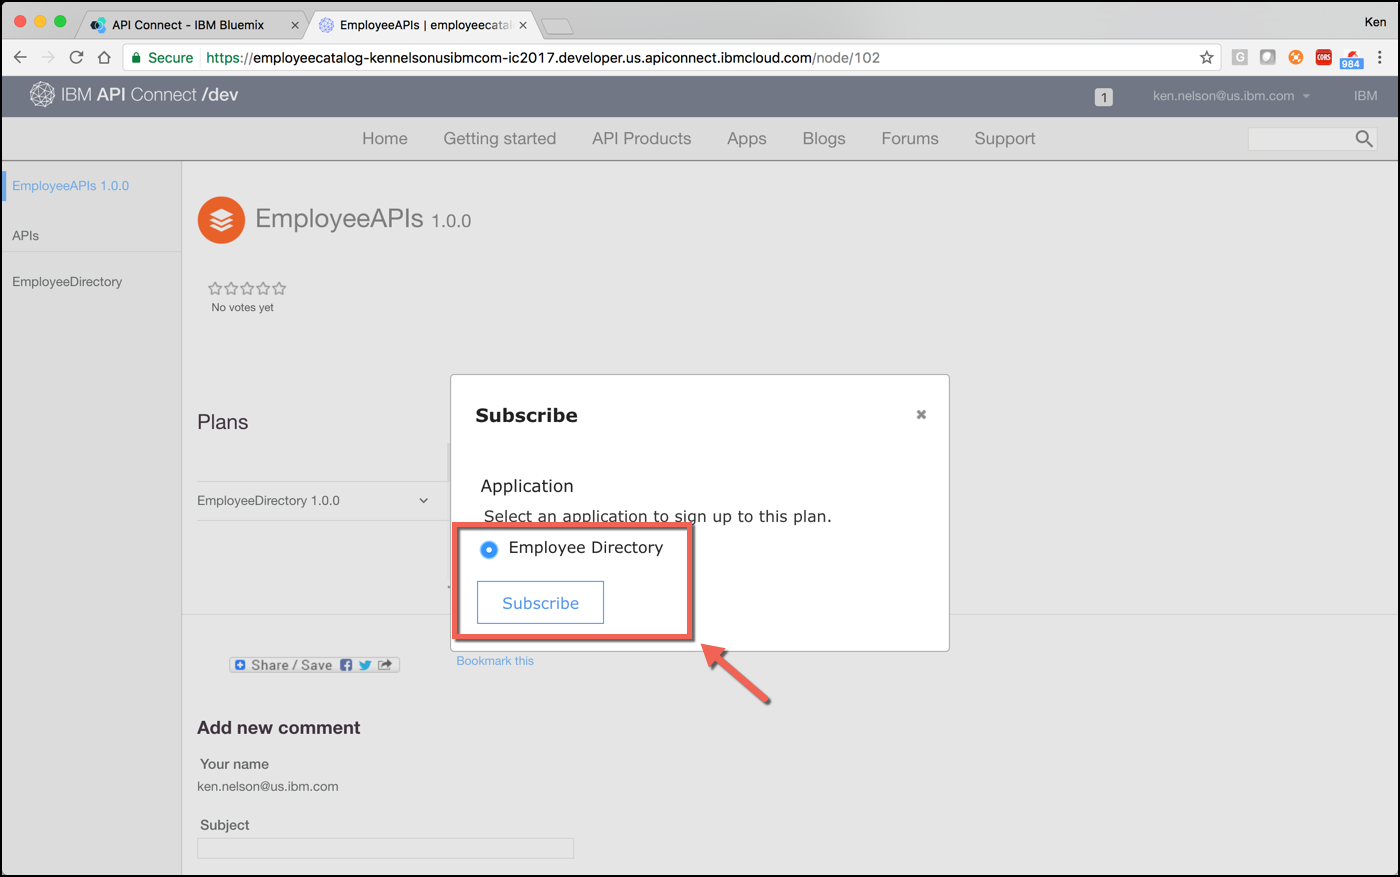 API Connect - IBM Bluemix
EmployeeAPIs | employeecata
Ken
Secure
https://employeecatalog-kennelsonusibmcom-ic2017.developer.us.apiconnect.ibmcloud.com/node/102
G
CORS
984
IBM API Connect /dev
1
ken.nelson@us.ibm.com
IBM
Home
Getting started
API Products
Apps
Blogs
Forums
Support
EmployeeAPIs 1.0.0
APIs
EmployeeDirectory
EmployeeAPIs 1.0.0
No votes yet
Plans
EmployeeDirectory 1.0.0
Subscribe
Application
Select an application to sign up to this plan.
Employee Directory
Subscribe
Share / Save
Bookmark this
Add new comment
Your name
ken.nelson@us.ibm.com
Subject